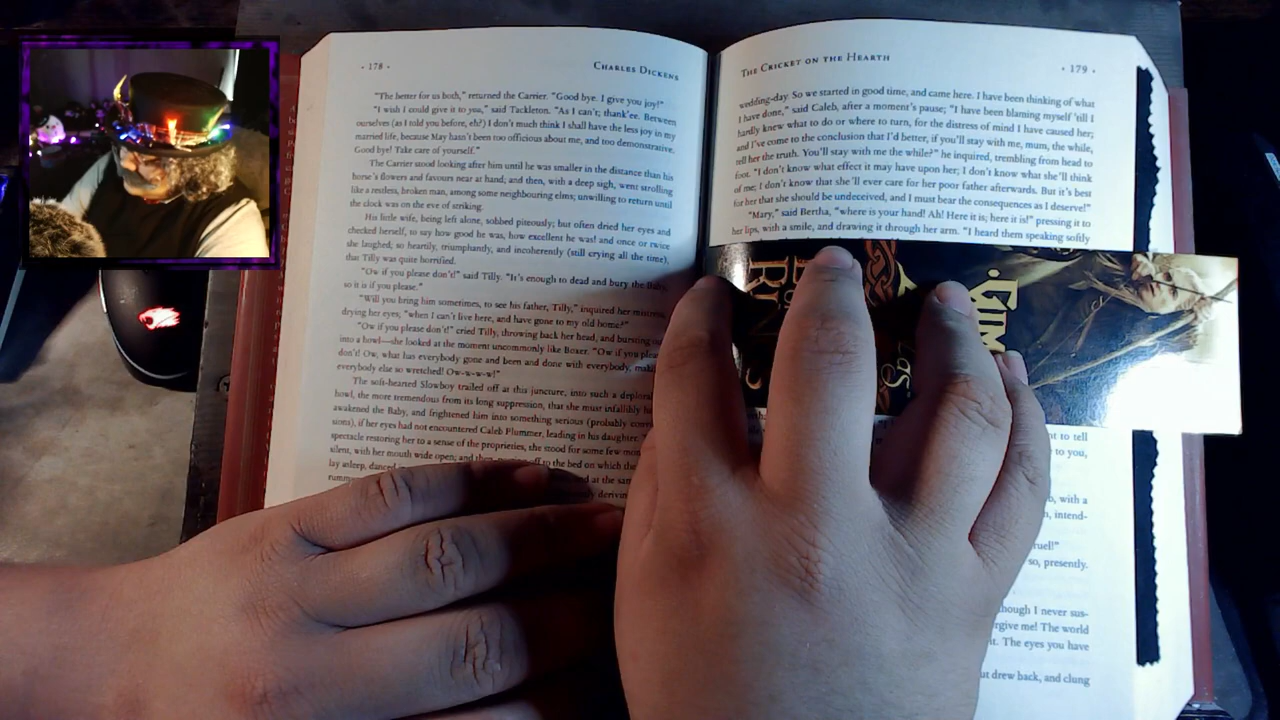 · 178 ·
CHARLES DICKENS
"The better for us both," returned the Carrier. "Good bye. I give you joy!"
"I wish I could give it to you," said Tackleton. "As I can't; thank'ee. Between
ourselves (as I told you before, eh?) I don't much think I shall have the less joy in my
married life, because May hasn't been too officious about me, and too demonstrative.
Good bye! Take care of yourself."
The Carrier stood looking after him until he was smaller in the distance than his
horse's flowers and favours near at hand; and then, with a deep sigh, went strolling
like a restless, broken man, among some neighbouring elms; unwilling to return until
the clock was on the eve of striking.
His little wife, being left alone, sobbed piteously; but often dried her eyes and
checked herself, to say how good he was, how excellent he was! and once or twice
she laughed; so heartily, triumphantly, and incoherently (still crying all the time),
that Tilly was quite horrified.
"Ow if you please don't!" said Tilly. "It's enough to dead and bury the Baby,
so it is if you please."
"Will you bring him sometimes, to see his father, Tilly," inquired her mistress,
drying her eyes; "when I can't live here, and have gone to my old home?"
"Ow if you please don't!" cried Tilly, throwing back her head, and bursting out
into a howl—she looked at the moment uncommonly like Boxer. "Ow if you please
don't! Ow, what has everybody gone and been and done with everybody,
everybody else so wretched! Ow-w-w-w!"
The soft-hearted Slowboy trailed off at this juncture, into such a
howl, the more tremendous from its long suppression, that she must infallibly
awakened the Baby, and frightened him into something serious (probably
sions), if her eyes had not encountered Caleb Plummer, leading in his daughter.
spectacle restoring her to a sense of the proprieties, she stood for some few
silent, with her mouth wide open; and then, off to the bed on which the
lay asleep, danced and at the
THE CRICKET ON THE HEARTH
· 179 ·
wedding-day. So we started in good time, and came here. I have been thinking of what
I have done," said Caleb, after a moment's pause; "I have been blaming myself 'till I
hardly knew what to do or where to turn, for the distress of mind I have caused her;
and I've come to the conclusion that I'd better, if you'll stay with me, mum, the while,
tell her the truth. You'll stay with me the while?" he inquired, trembling from head to
foot. "I don't know what effect it may have upon her; I don't know what she'll think
of me; I don't know that she'll ever care for her poor father afterwards. But it's best
for her that she should be undeceived, and I must bear the consequences as I deserve!"
"Mary," said Bertha, "where is your hand! Ah! Here it is; here it is!" pressing it to
her lips, with a smile, and drawing it through her arm. "I heard them speaking softly
to tell
to you,
with a
intend-
so, presently.
though I never sus-
The world
The eyes you have
drew back, and clung